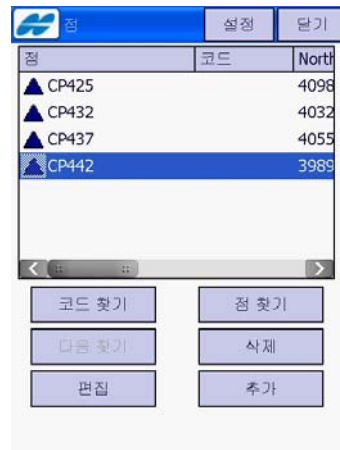 점 설정 닫기
점 코드 North
CP425 4098
CP432 4032
CP437 4055
CP442 3989
코드 찾기 점 찾기
다음 찾기 삭제
편집 추가